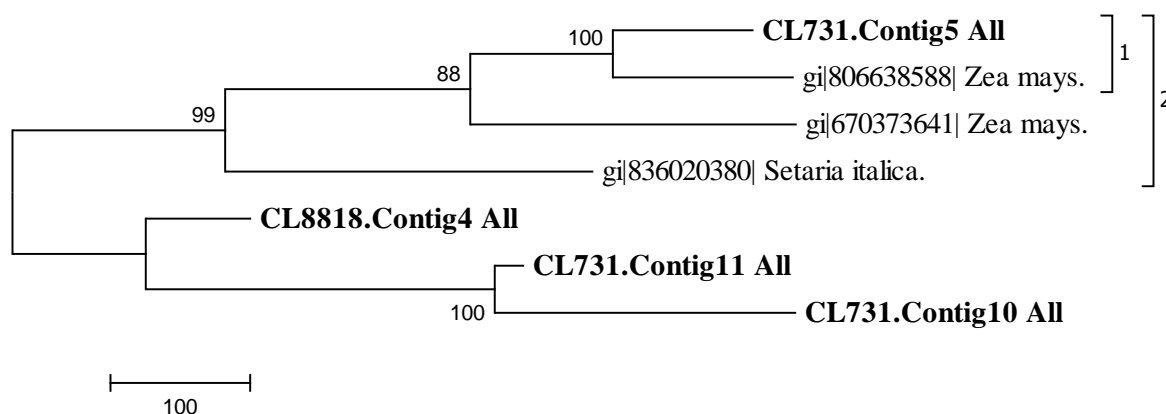 CL731.Contig5 All
100
1
gi|806638588| Zea mays.
88
2
99
gi|670373641| Zea mays.
gi|836020380| Setaria italica.
CL8818.Contig4 All
CL731.Contig11 All
100
CL731.Contig10 All
100